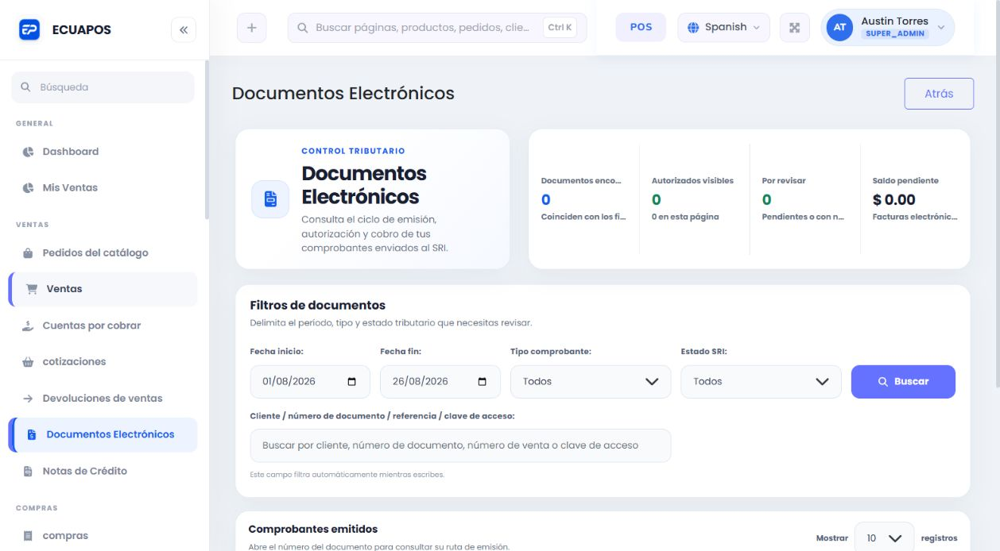 ECUAPOS
Buscar páginas, productos, pedidos, clie...
Ctrl K
POS
Spanish
AT
Austin Torres
SUPER_ADMIN
Búsqueda
GENERAL
Dashboard
Mis Ventas
VENTAS
Pedidos del catálogo
Ventas
Cuentas por cobrar
cotizaciones
Devoluciones de ventas
Documentos Electrónicos
Notas de Crédito
COMPRAS
compras
Documentos Electrónicos
Atrás
CONTROL TRIBUTARIO
Documentos
Electrónicos
Consulta el ciclo de emisión,
autorización y cobro de tus
comprobantes enviados al SRI.
Documentos enco...
0
Coinciden con los fi...
Autorizados visibles
0
0 en esta página
Por revisar
0
Pendientes o con n...
Saldo pendiente
$ 0.00
Facturas electrónic...
Filtros de documentos
Delimita el período, tipo y estado tributario que necesitas revisar.
Fecha inicio:
01/08/2026
Fecha fin:
26/08/2026
Tipo comprobante:
Todos
Estado SRI:
Todos
Buscar
Cliente / número de documento / referencia / clave de acceso:
Buscar por cliente, número de documento, número de venta o clave de acceso
Este campo filtra automáticamente mientras escribes.
Comprobantes emitidos
Abre el número del documento para consultar su ruta de emisión.
Mostrar
10
registros